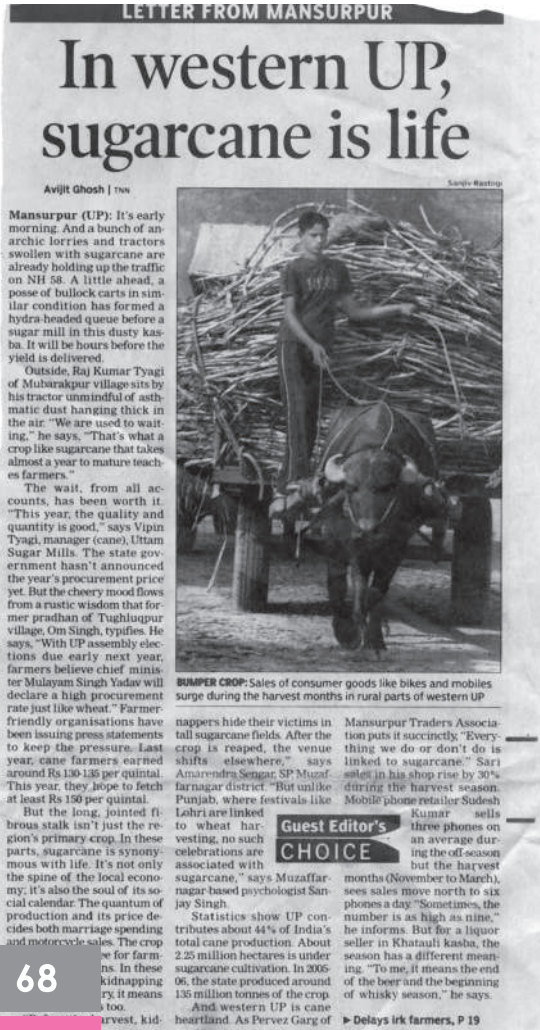 LETTER FROM MANSURPUR
In western UP,
sugarcane is life
Avijit Ghosh | TNN
Sanjiv Rastogi
Mansurpur (UP): It's early
morning. And a bunch of an-
archic lorries and tractors
swollen with sugarcane are
already holding up the traffic
on NH 58. A little ahead, a
posse of bullock carts in sim-
ilar condition has formed a
hydra-headed queue before a
sugar mill in this dusty kas-
ba. It will be hours before the
yield is delivered.
Outside, Raj Kumar Tyagi
of Mubarakpur village sits by
his tractor unmindful of asth-
matic dust hanging thick in
the air. "We are used to wait-
ing," he says, "That's what a
crop like sugarcane that takes
almost a year to mature teach-
es farmers."
The wait, from all ac-
counts, has been worth it.
"This year, the quality and
quantity is good," says Vipin
Tyagi, manager (cane), Uttam
Sugar Mills. The state gov-
ernment hasn't announced
the year's procurement price
yet. But the cheery mood flows
from a rustic wisdom that for-
mer pradhan of Tughluqpur
village, Om Singh, typifies. He
says, "With UP assembly elec-
tions due early next year,
farmers believe chief minis-
ter Mulayam Singh Yadav will
declare a high procurement
rate just like wheat." Farmer-
friendly organisations have
been issuing press statements
to keep the pressure. Last
year, cane farmers earned
around Rs 130-135 per quintal.
This year, they hope to fetch
at least Rs 150 per quintal.
But the long, jointed fi-
brous stalk isn't just the re-
gion's primary crop. In these
parts, sugarcane is synony-
mous with life. It's not only
the spine of the local econo-
my; it's also the soul of its so-
cial calendar. The quantum of
production and its price de-
cides both marriage spending
and motorcycle sales. The crop
ee for farm-
ns. In these
kidnapping
ry, it means
s too.
arvest, kid-
BUMPER CROP: Sales of consumer goods like bikes and mobiles
surge during the harvest months in rural parts of western UP
nappers hide their victims in
tall sugarcane fields. After the
crop is reaped, the venue
shifts elsewhere," says
Amarendra Sengar, SP Muzaf-
farnagar district. "But unlike
Punjab, where festivals like
Lohri are linked
to wheat har-
vesting, no such
celebrations are
associated with
sugarcane," says Muzaffar-
nagar-based psychologist San-
jay Singh.
Statistics show UP con-
tributes about 44% of India's
total cane production. About
2.25 million hectares is under
sugarcane cultivation. In 2005-
06, the state produced around
135 million tonnes of the crop.
And western UP is cane
heartland. As Pervez Garg of
Guest Editor's
CHOICE
Mansurpur Traders Associa-
tion puts it succinctly, "Every-
thing we do or don't do is
linked to sugarcane." Sari
sales in his shop rise by 30%
during the harvest season.
Mobile phone retailer Sudesh
Kumar sells
three phones on
an average dur-
ing the off-season
but the harvest
months (November to March),
sees sales move north to six
phones a day. "Sometimes, the
number is as high as nine,"
he informs. But for a liquor
seller in Khatauli kasba, the
season has a different mean-
ing. "To me, it means the end
of the beer and the beginning
of whisky season," he says.
▶ Delays irk farmers, P 19
68